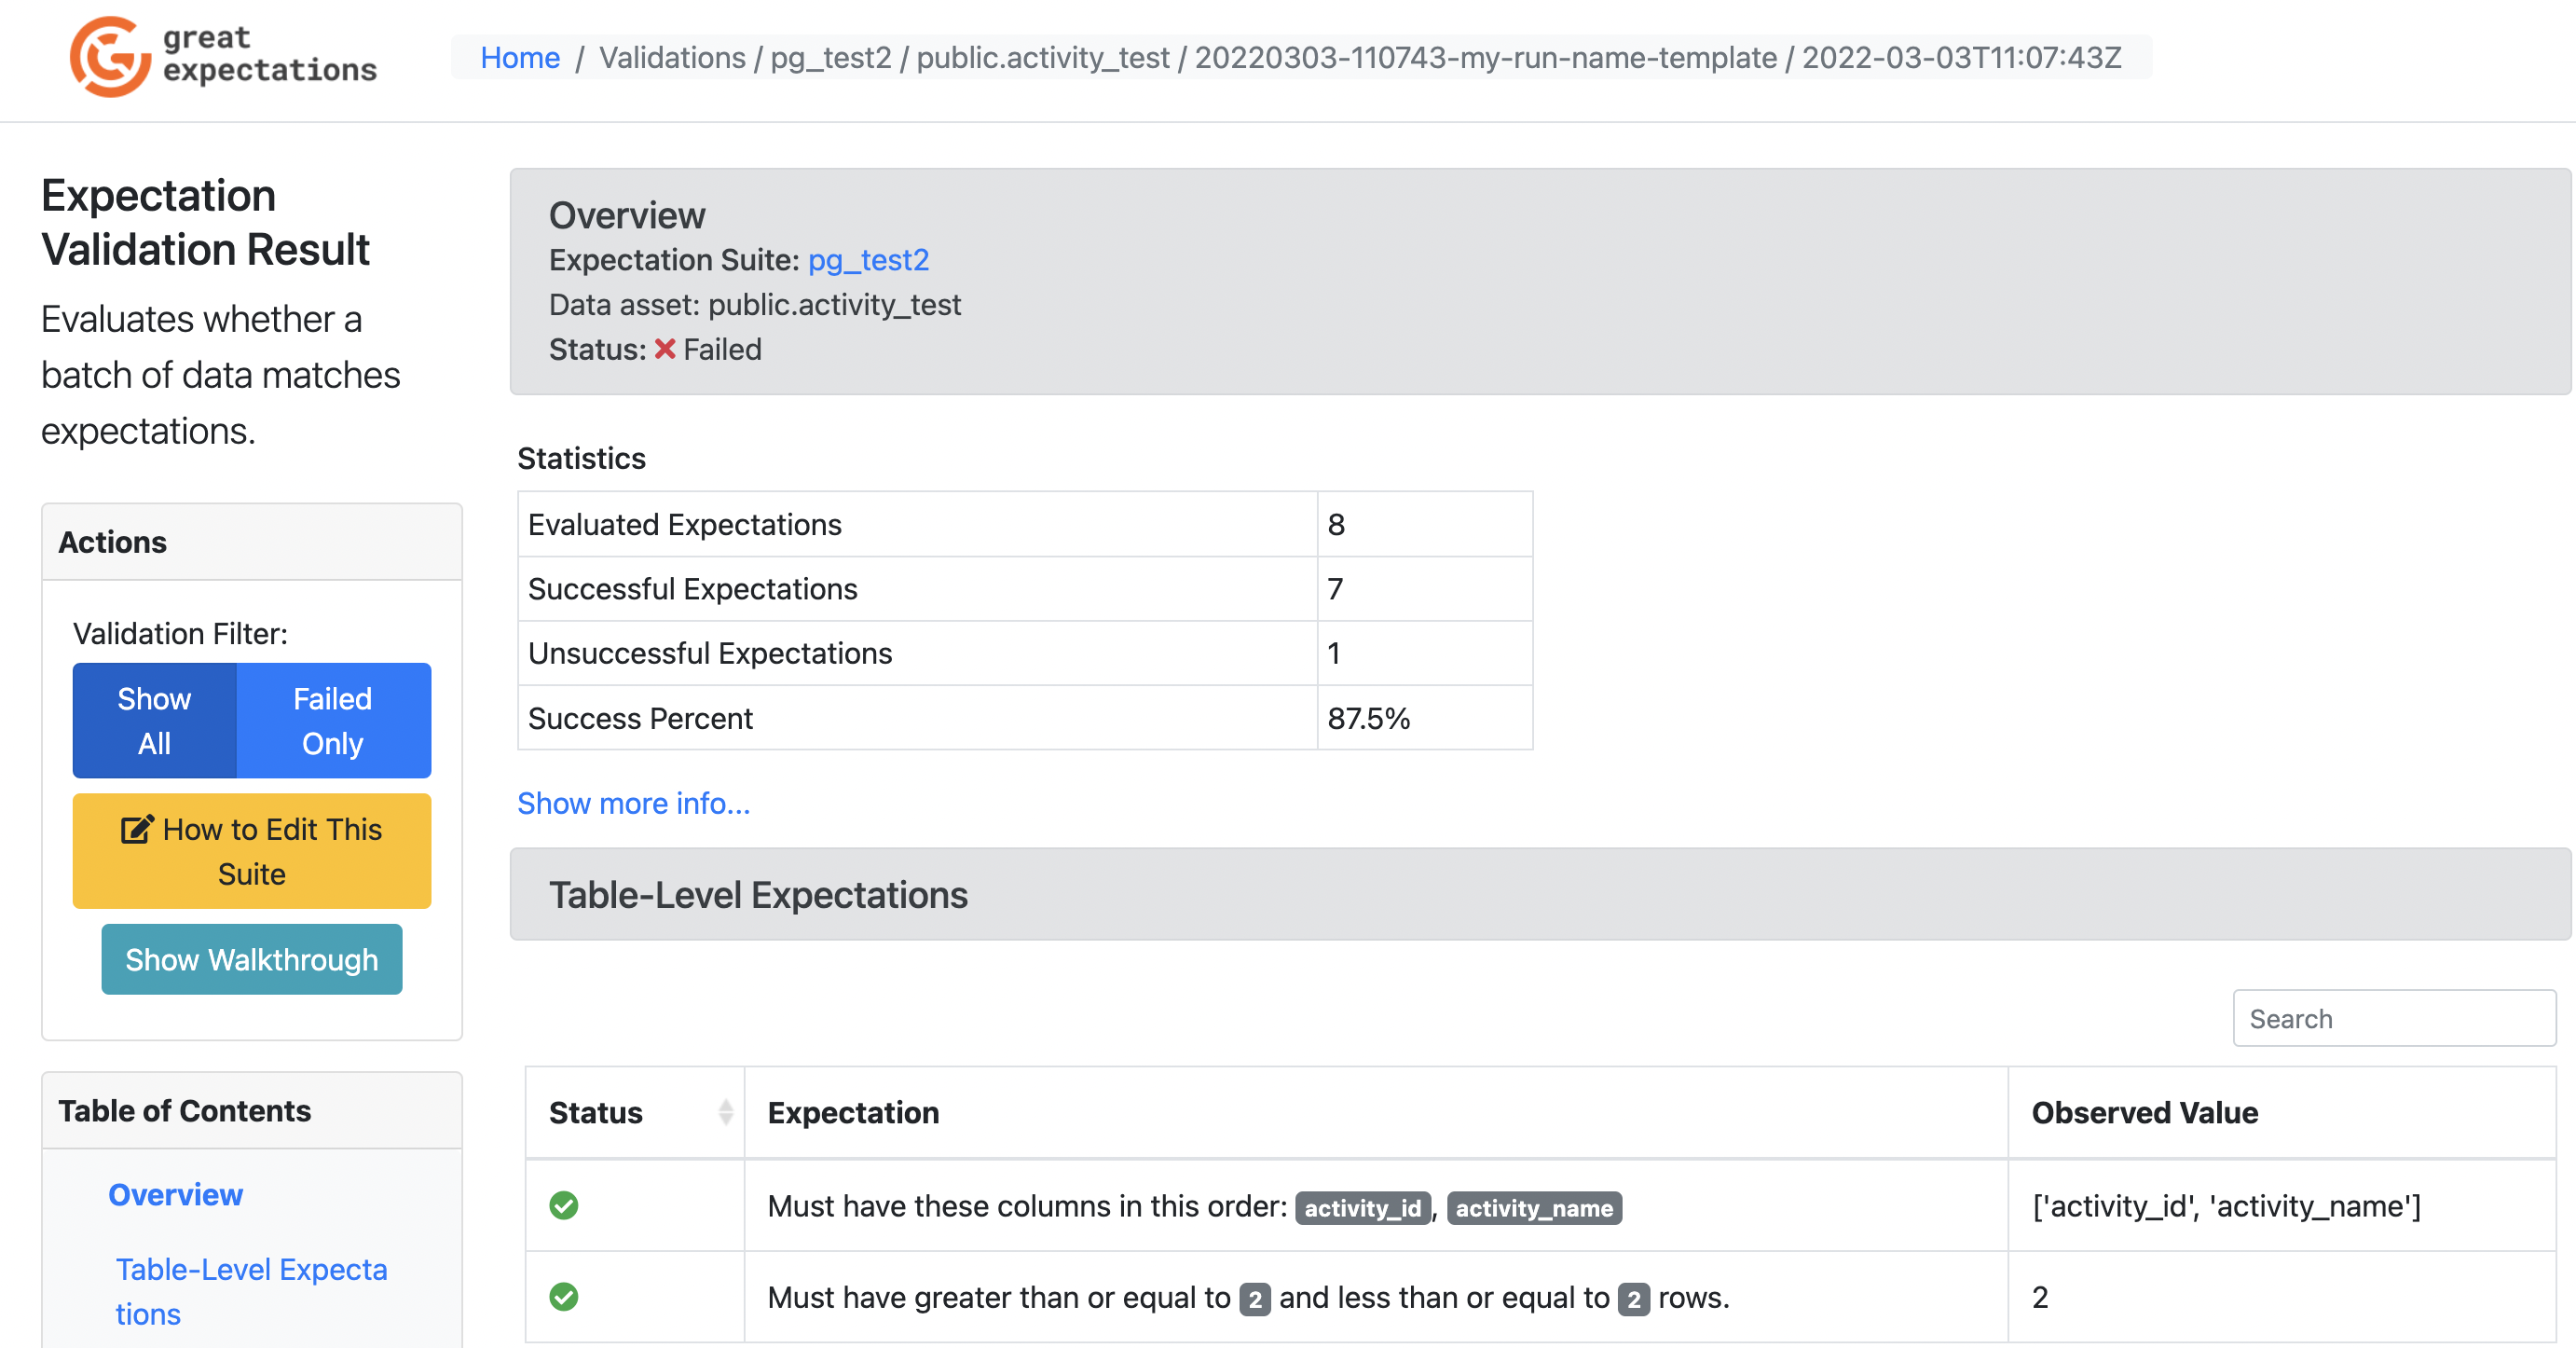 great
expectations
Home / Validations / pg_test2 / public.activity_test / 20220303-110743-my-run-name-template / 2022-03-03T11:07:43Z
Expectation
Validation Result
Evaluates whether a
batch of data matches
expectations.
Actions
Validation Filter:
Show
All
Failed
Only
How to Edit This
Suite
Show Walkthrough
Table of Contents
Overview
Table-Level Expecta
tions
Overview
Expectation Suite: pg_test2
Data asset: public.activity_test
Status: Failed
Statistics
Evaluated Expectations 8
Successful Expectations 7
Unsuccessful Expectations 1
Success Percent 87.5%
Show more info...
Table-Level Expectations
Search
Status Expectation Observed Value
Must have these columns in this order: activity_id, activity_name ['activity_id', 'activity_name']
Must have greater than or equal to 2 and less than or equal to 2 rows. 2